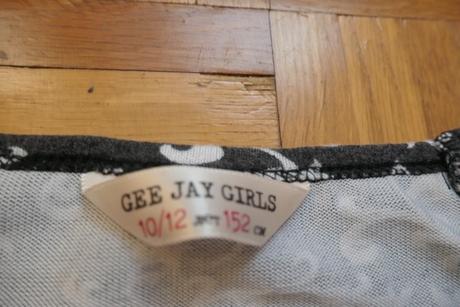 GEE JAY GIRLS
10/12 152 CM